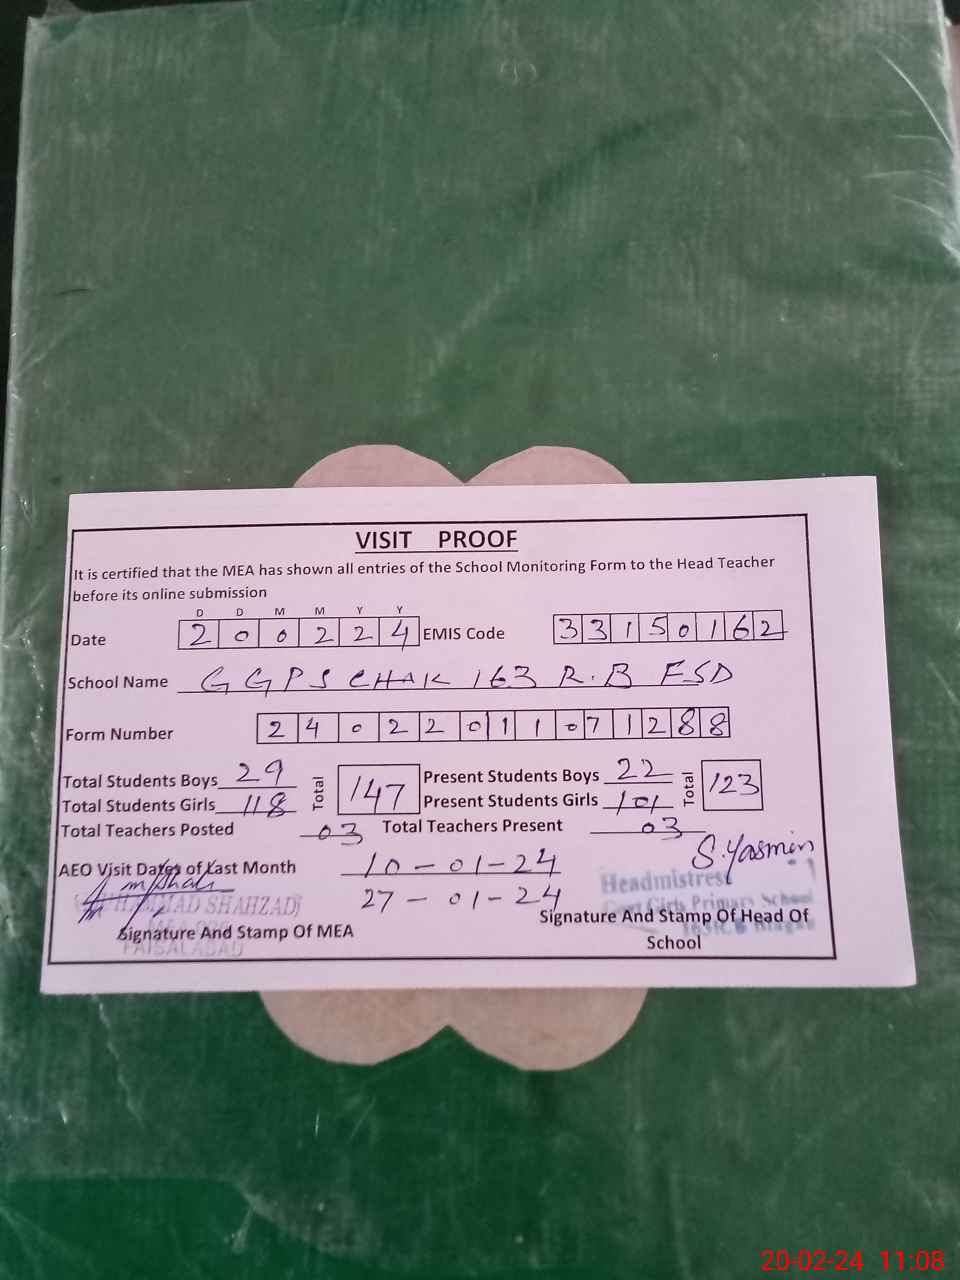 VISIT PROOF
It is certified that the MEA has shown all entries of the School Monitoring Form to the Head Teacher
before its online submission
D D M M Y Y
Date 2 0 0 2 2 4 EMIS Code 3 3 1 5 0 1 6 2
School Name G G P S CHAK 163 R.B FSD
Form Number 2 4 0 2 2 0 1 1 0 7 1 2 8 8
Total Students Boys 29 Total 147 Present Students Boys 22 Total 123
Total Students Girls 118 Present Students Girls 101
Total Teachers Posted 03 Total Teachers Present 03
S.Yasmin
AEO Visit Dates of Last Month 10-01-24
27-01-24
Headmistress
Govt Girls Primary School
SHAHZAD
Signature And Stamp Of MEA
FAISALABAD
Signature And Stamp Of Head Of
School
20-02-24 11:08